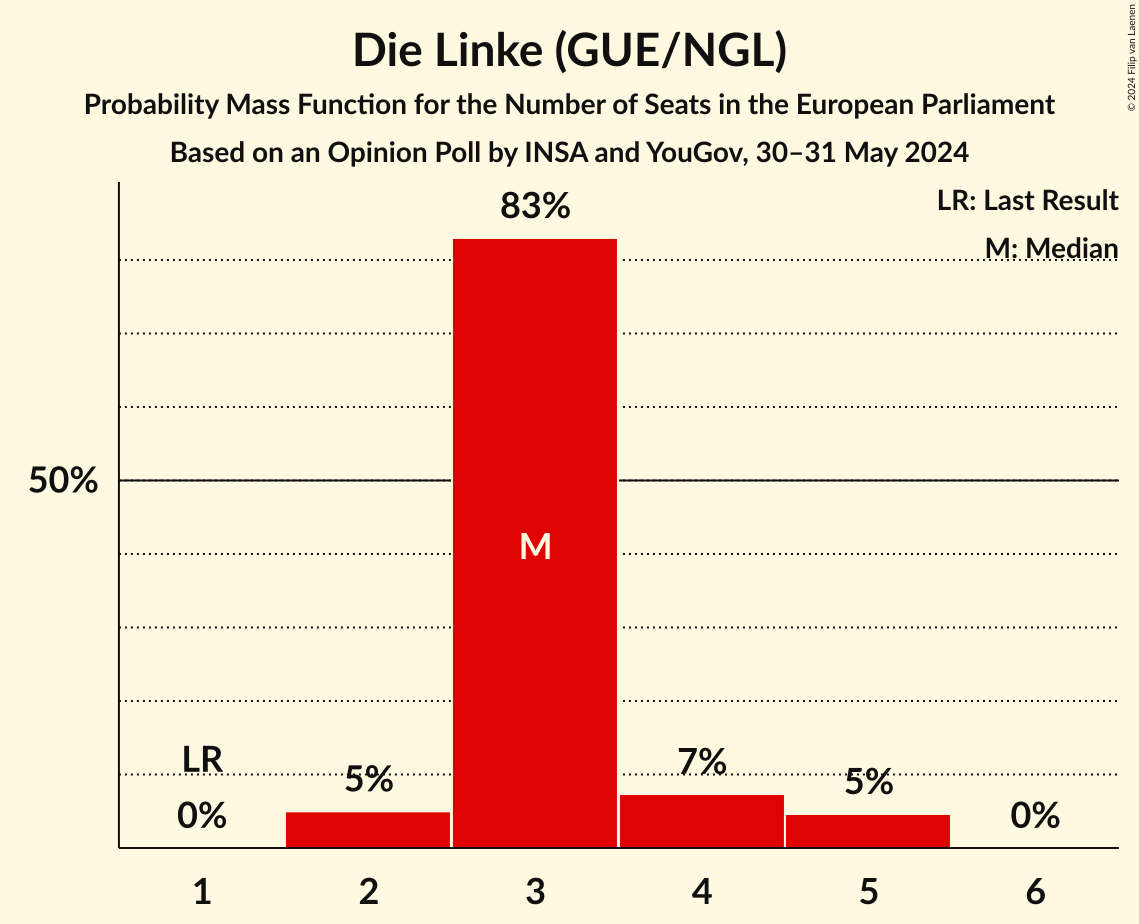 Die Linke (GUE/NGL)
Probability Mass Function for the Number of Seats in the European Parliament
Based on an Opinion Poll by INSA and YouGov, 30–31 May 2024
© 2024 Filip van Laenen
LR: Last Result
M: Median
83%
50%
M
LR
0%
5%
7%
5%
0%
1 2 3 4 5 6